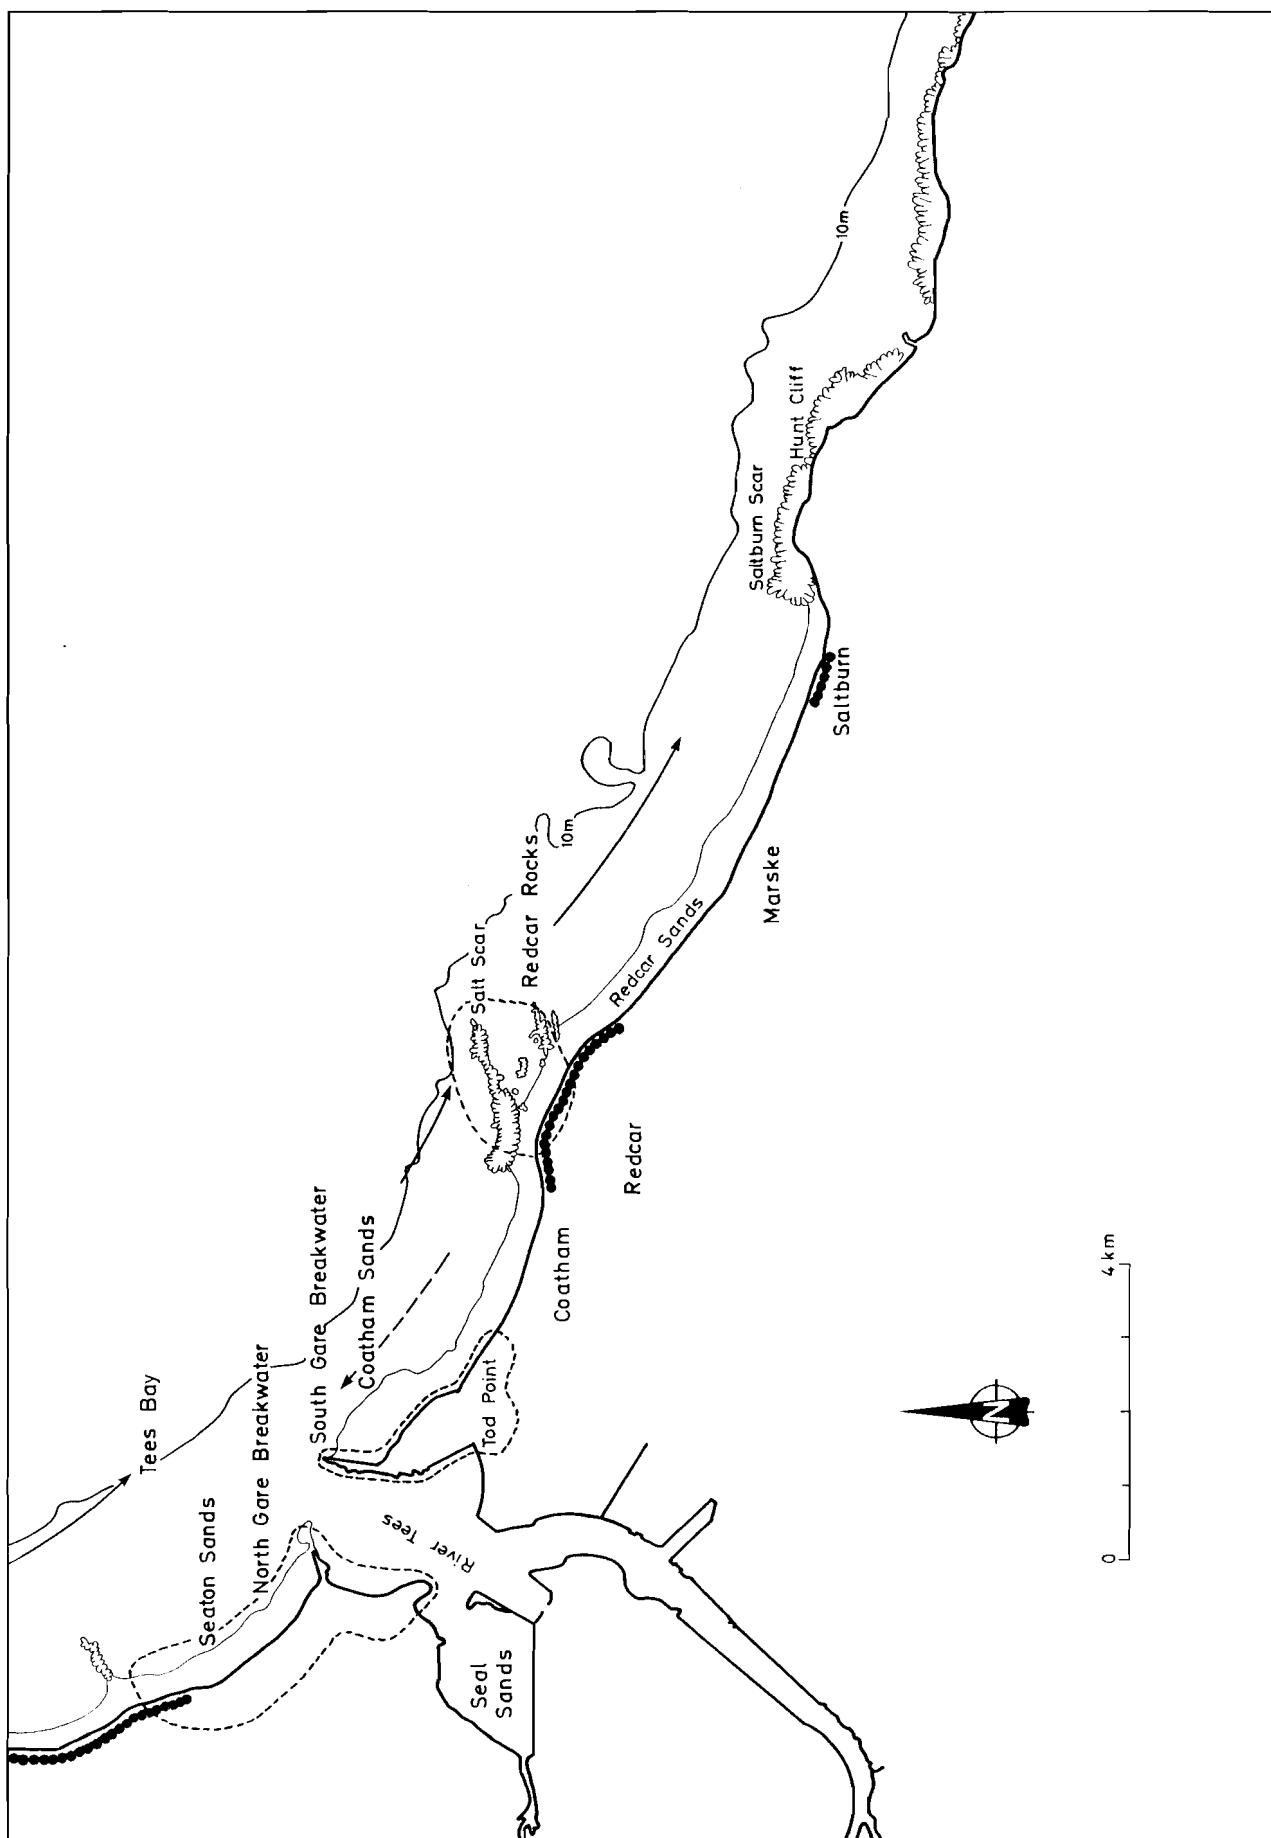 Tees Bay
Seaton Sands
North Gare Breakwater
South Gare Breakwater
Coatham Sands
River Tees
Tod Point
Seal
Sands
Coatham
Redcar
Salt Scar
Redcar Rocks
10m
Redcar Sands
Marske
Saltburn
Saltburn Scar
Hunt Cliff
10m
N
0
4 km